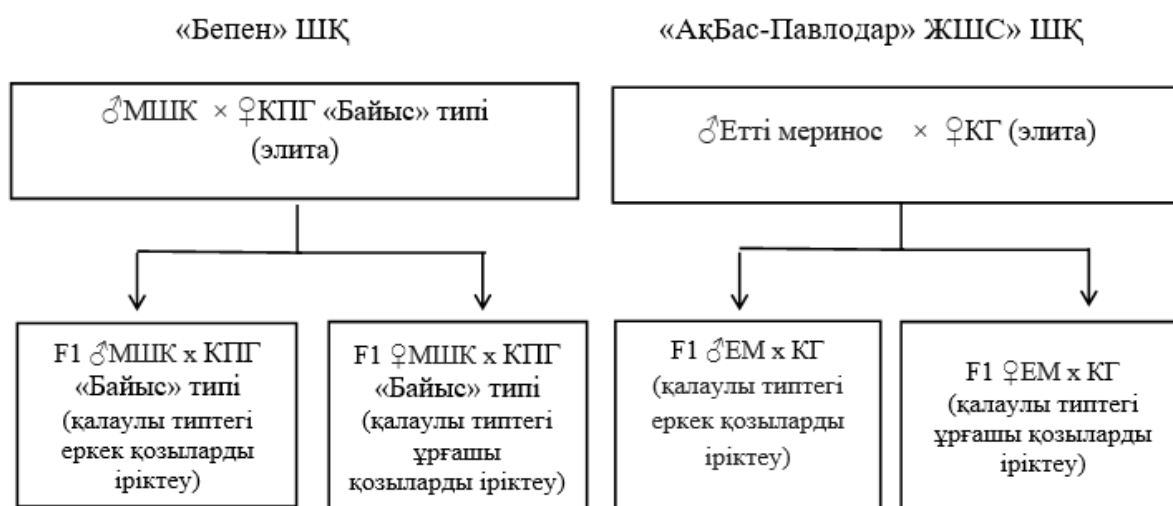 «Бепен» ШҚ
♂МШК × ♀КПГ «Байыс» типі
(элита)
F1 ♂МШК х КПГ
«Байыс» типі
(қалаулы типтегі
еркек қозыларды
іріктеу)
F1 ♀МШК х КПГ
«Байыс» типі
(қалаулы типтегі
ұрғашы
қозыларды іріктеу)
«АқБас-Павлодар» ЖШС» ШҚ
♂Етті меринос × ♀КГ (элита)
F1 ♂ЕМ х КГ
(қалаулы типтегі
еркек қозыларды
іріктеу)
F1 ♀ЕМ х КГ
(қалаулы типтегі
ұрғашы қозыларды
іріктеу)